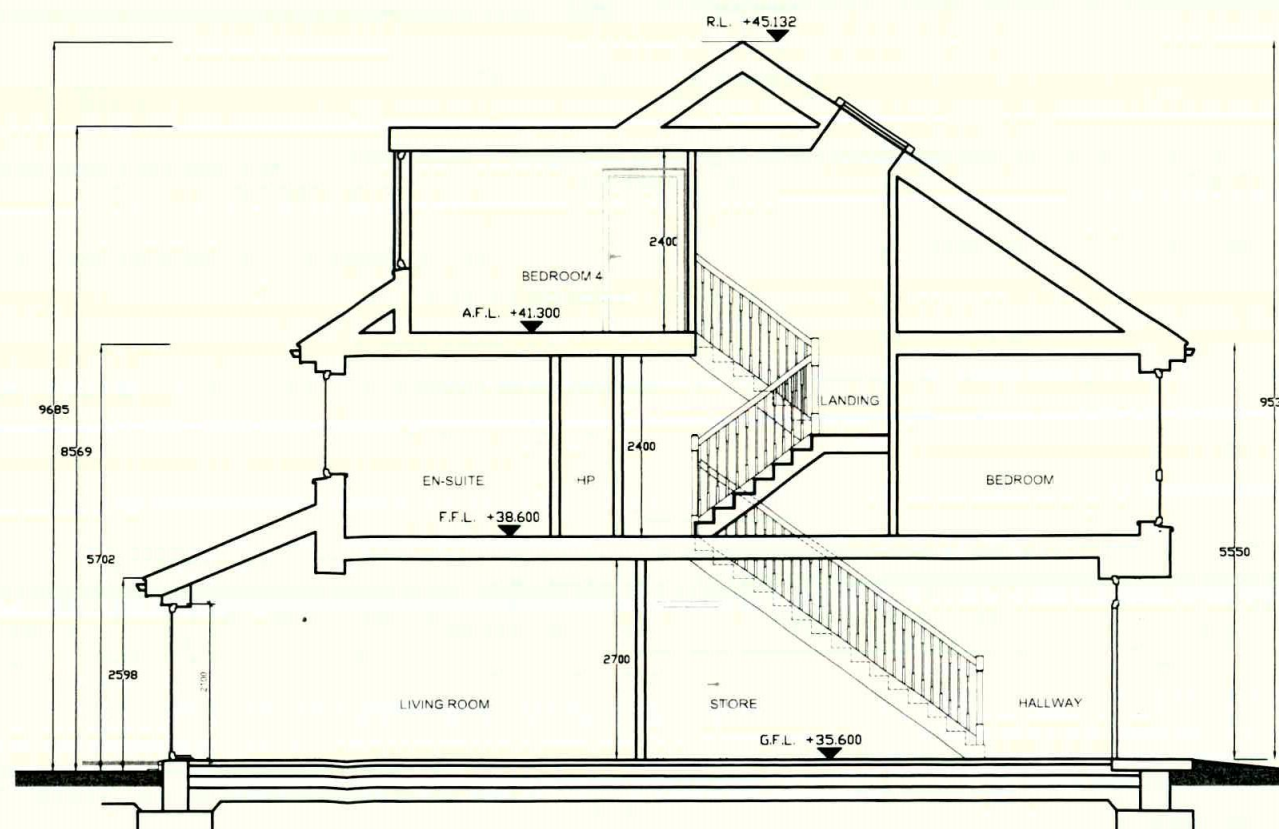 R.L. +45.132
2400
BEDROOM 4
A.F.L. +41.300
9685
8569
LANDING
953
2400
EN-SUITE
HP
BEDROOM
F.F.L. +38.600
5702
5550
2598
2100
2700
LIVING ROOM
STORE
HALLWAY
G.F.L. +35.600